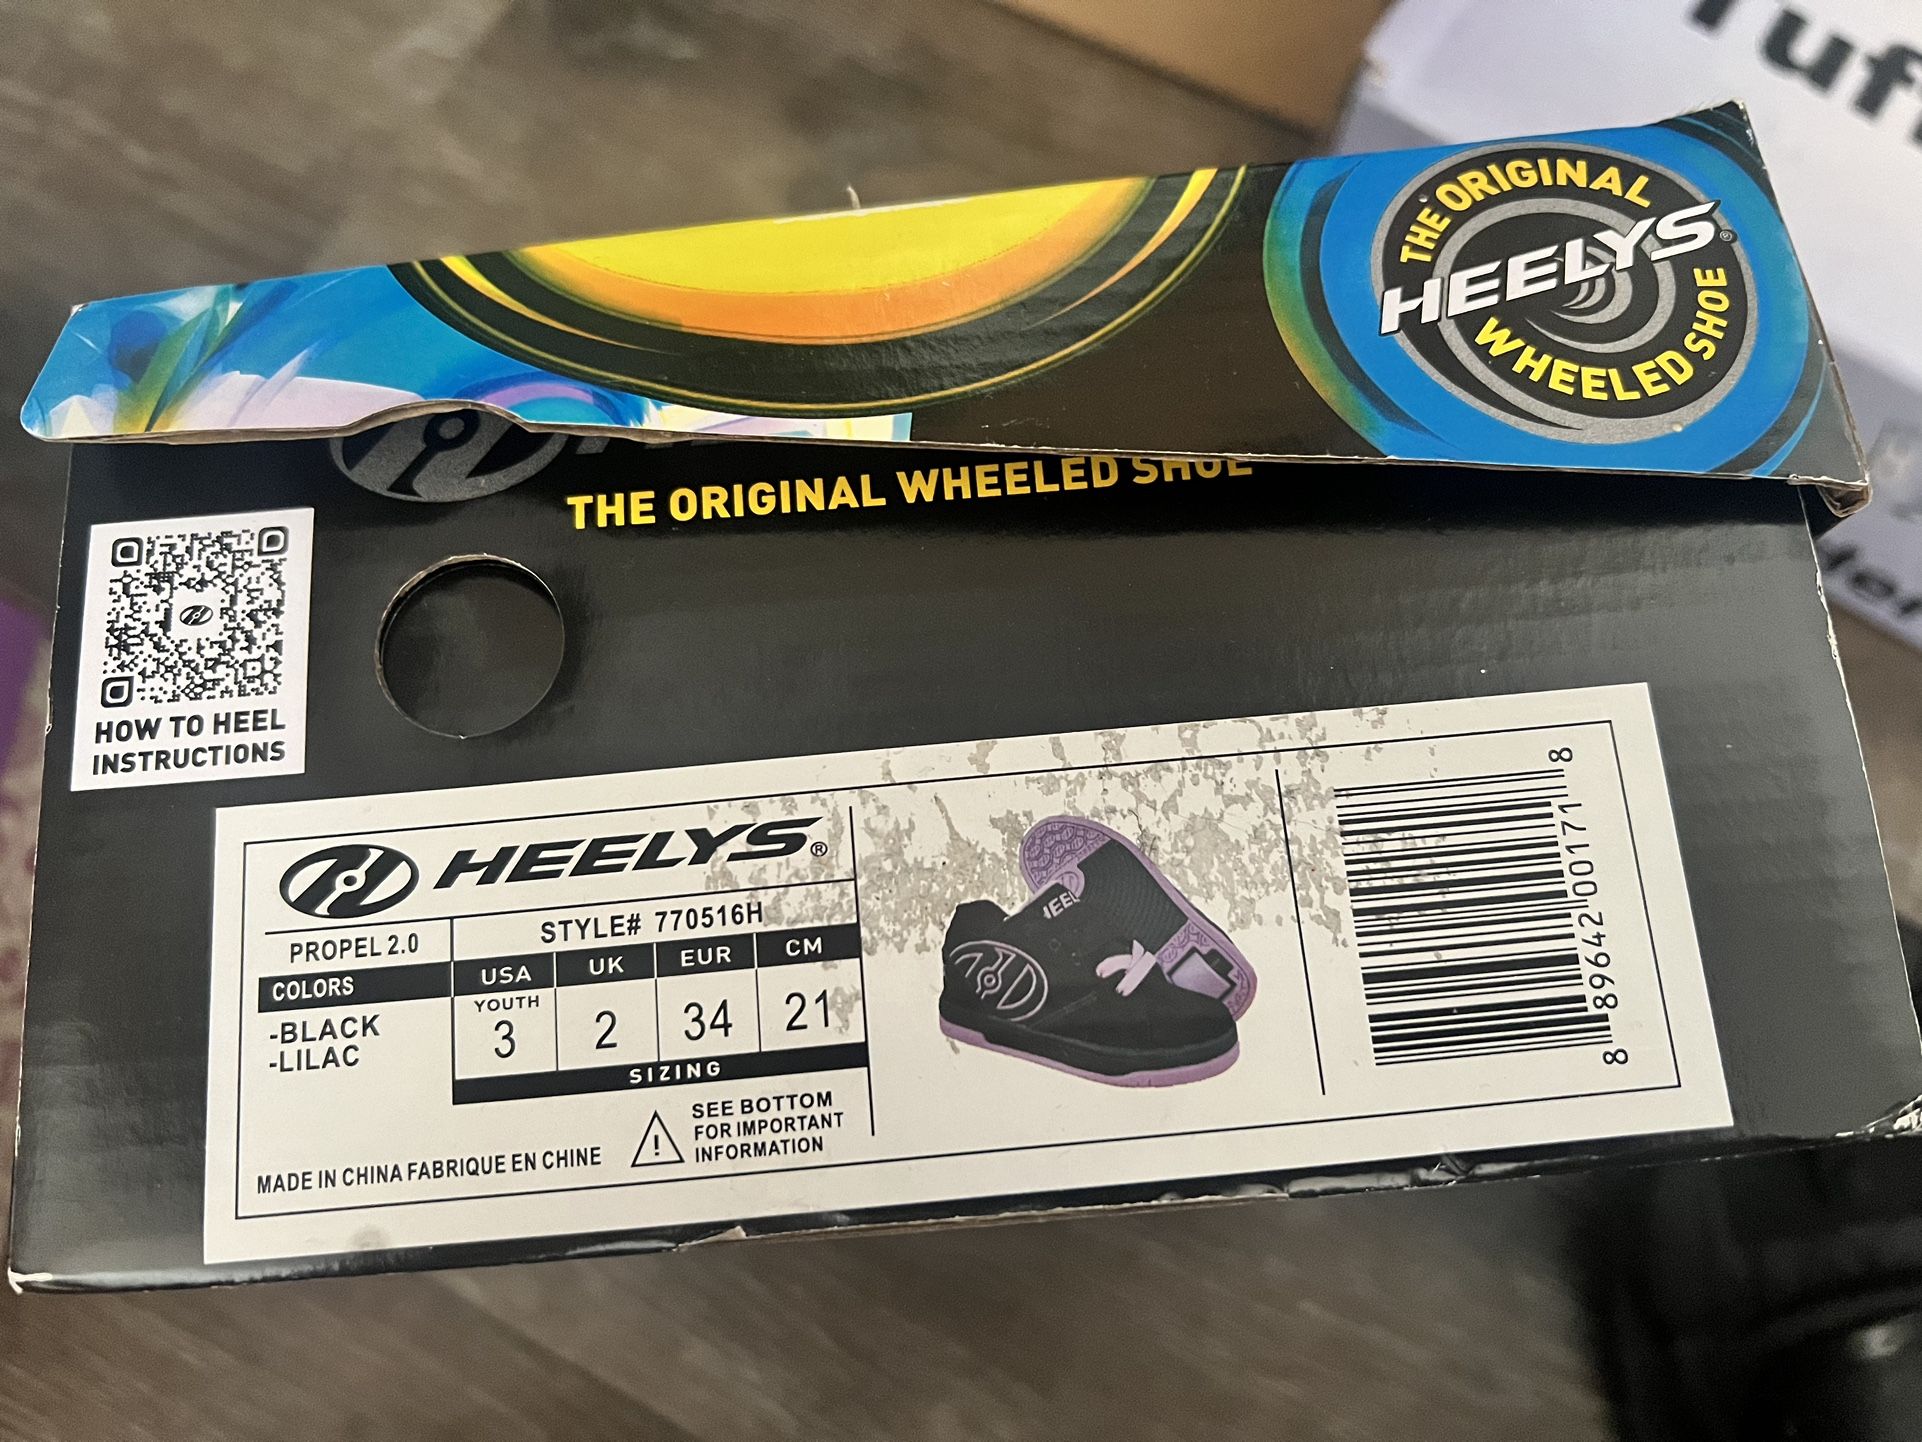 Tuff
THE ORIGINAL
HEELYS®
WHEELED SHOE
THE ORIGINAL WHEELED SHOE
HOW TO HEEL
INSTRUCTIONS
HEELYS®
PROPEL 2.0
STYLE# 770516H
COLORS
-BLACK
-LILAC
USA
UK
EUR
CM
YOUTH
3
2
34
21
SIZING
MADE IN CHINA FABRIQUE EN CHINE
SEE BOTTOM
FOR IMPORTANT
INFORMATION
HEEL
8 89642 00171 8